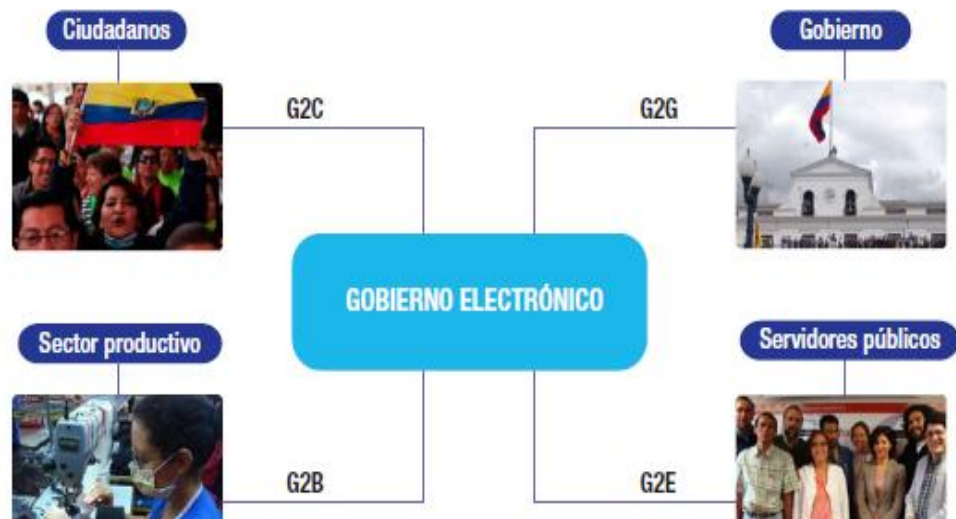 Ciudadanos
Gobierno
G2C
G2G
GOBIERNO ELECTRÓNICO
Sector productivo
Servidores públicos
G2B
G2E